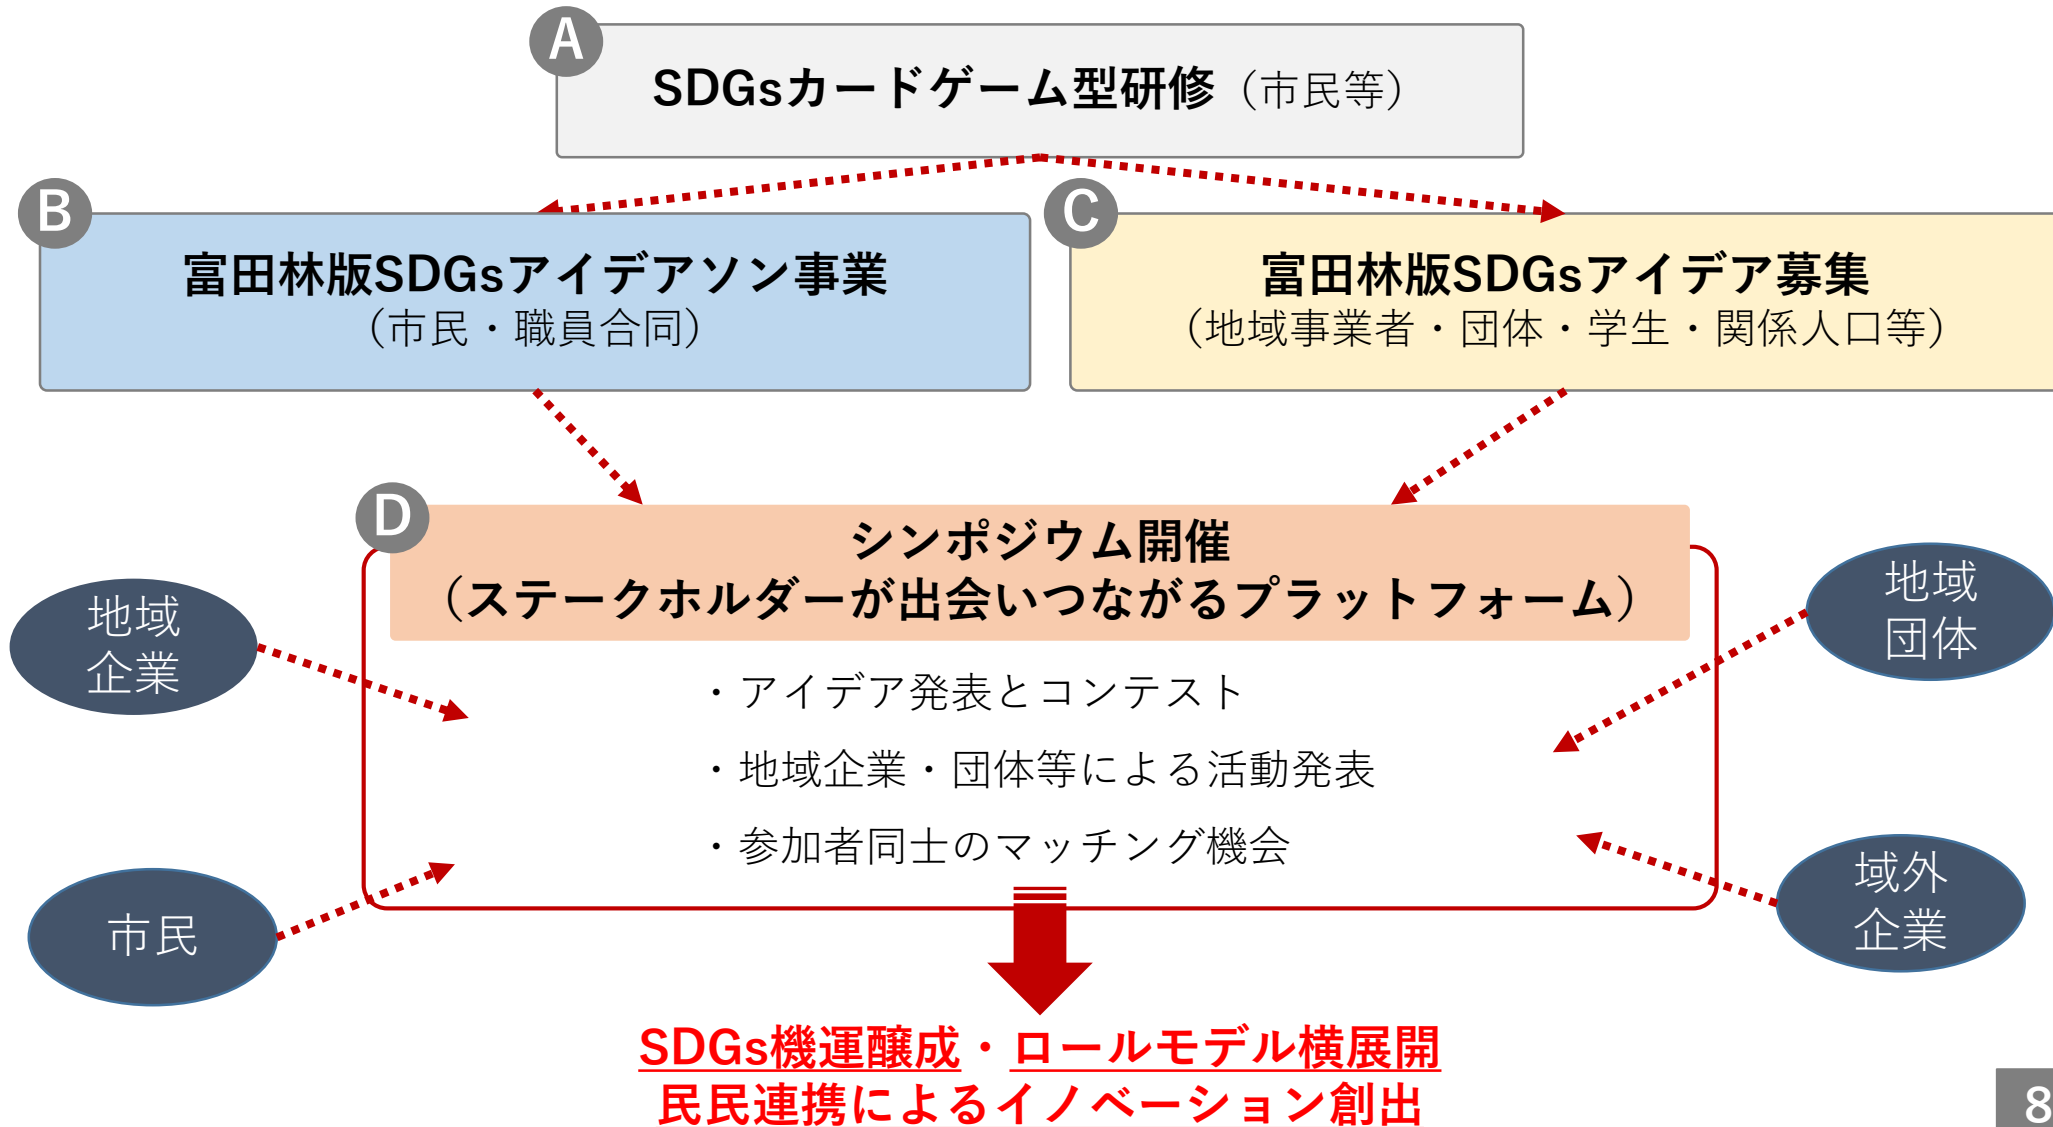 A
SDGsカードゲーム型研修（市民等）
B
富田林版SDGsアイデアソン事業
（市民・職員合同）
C
富田林版SDGsアイデア募集
（地域事業者・団体・学生・関係人口等）
D
シンポジウム開催
（ステークホルダーが出会いつながるプラットフォーム）
地域
企業
地域
団体
・アイデア発表とコンテスト
・地域企業・団体等による活動発表
・参加者同士のマッチング機会
市民
域外
企業
SDGs機運醸成・ロールモデル横展開
民民連携によるイノベーション創出
8